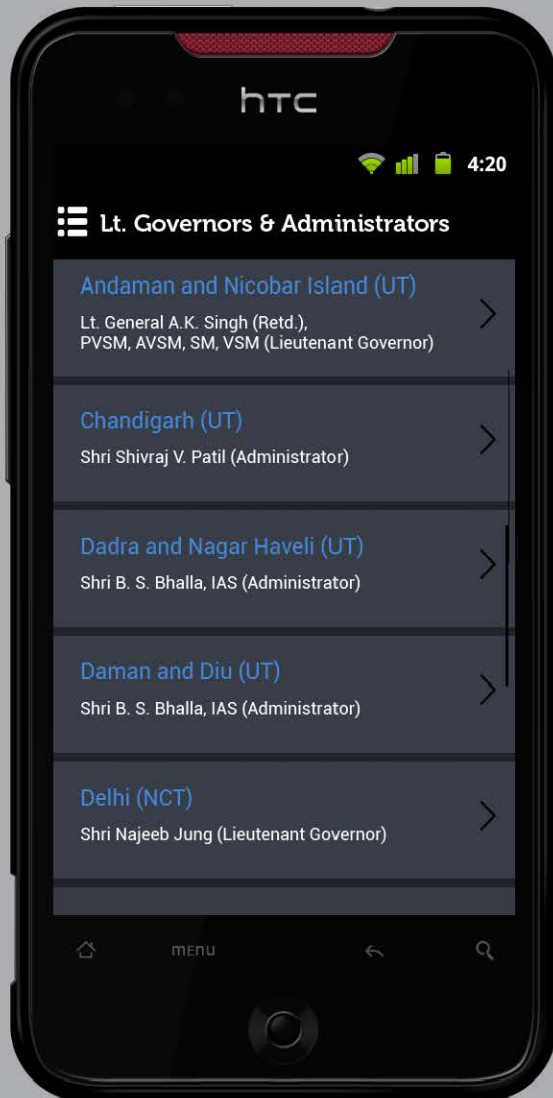 htc
4:20
Lt. Governors & Administrators
Andaman and Nicobar Island (UT)
Lt. General A.K. Singh (Retd.),
PVSM, AVSM, SM, VSM (Lieutenant Governor)
Chandigarh (UT)
Shri Shivraj V. Patil (Administrator)
Dadra and Nagar Haveli (UT)
Shri B. S. Bhalla, IAS (Administrator)
Daman and Diu (UT)
Shri B. S. Bhalla, IAS (Administrator)
Delhi (NCT)
Shri Najeeb Jung (Lieutenant Governor)
MENU